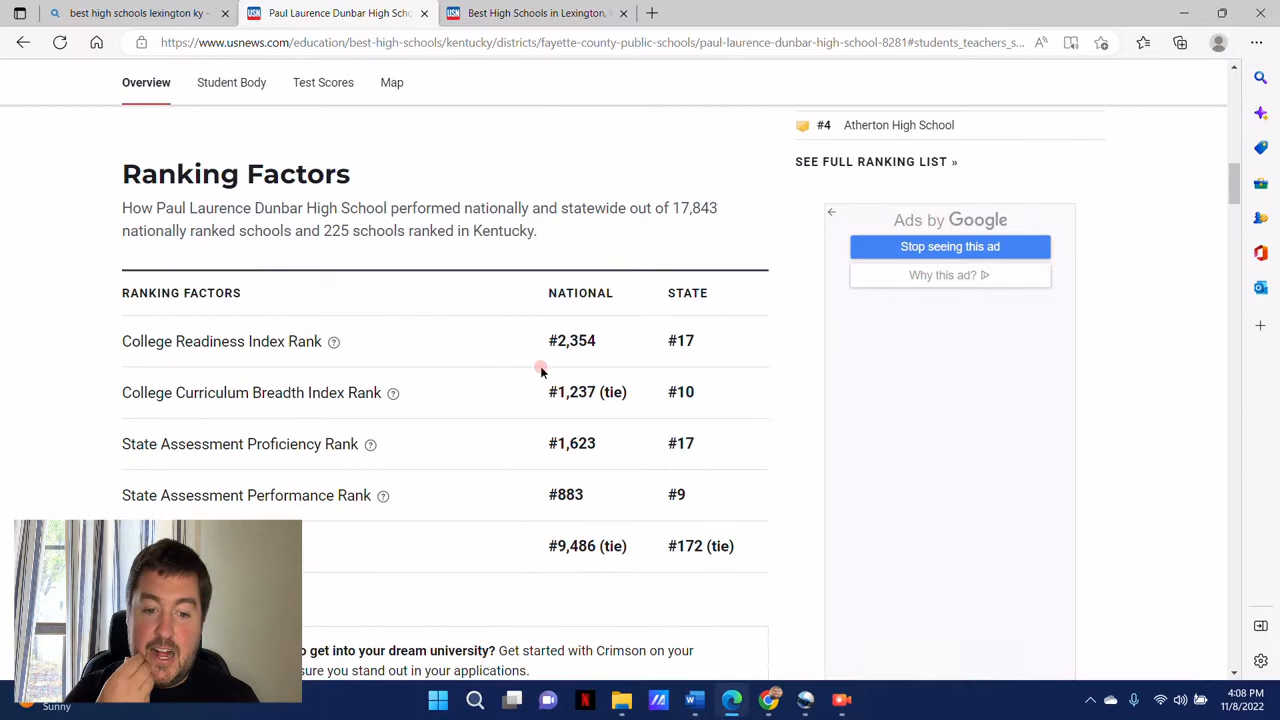 best high schools lexington ky -
Paul Laurence Dunbar High Scho
Best High Schools in Lexington,
https://www.usnews.com/education/best-high-schools/kentucky/districts/fayette-county-public-schools/paul-laurence-dunbar-high-school-8281#students_teachers_s...
Overview Student Body Test Scores Map
#4 Atherton High School
SEE FULL RANKING LIST »
Ranking Factors
How Paul Laurence Dunbar High School performed nationally and statewide out of 17,843
nationally ranked schools and 225 schools ranked in Kentucky.
Ads by Google
Stop seeing this ad
Why this ad?
RANKING FACTORS NATIONAL STATE
College Readiness Index Rank #2,354 #17
College Curriculum Breadth Index Rank #1,237 (tie) #10
State Assessment Proficiency Rank #1,623 #17
State Assessment Performance Rank #883 #9
#9,486 (tie) #172 (tie)
to get into your dream university? Get started with Crimson on your
sure you stand out in your applications.
Sunny
4:08 PM
11/8/2022